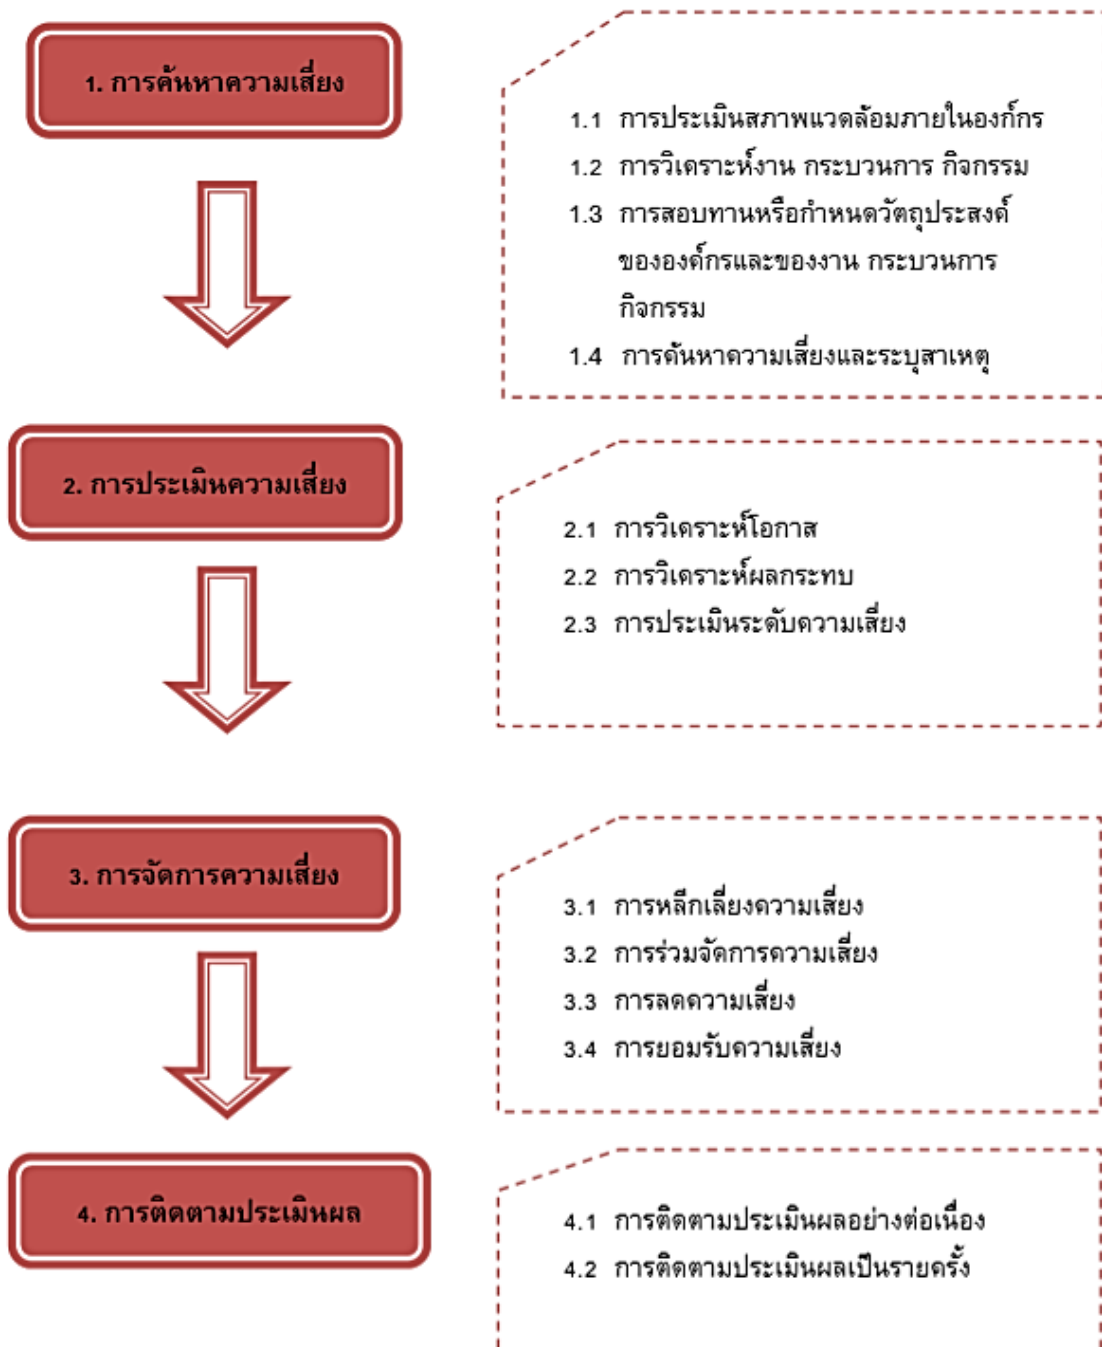 1. การค้นหาความเสี่ยง
1.1 การประเมินสภาพแวดล้อมภายในองก์กร
1.2 การวิเคราะห์งาน กระบวนการ กิจกรรม
1.3 การสอบทานหรือกำหนดวัตถุประสงค์
ขององค์กรและของงาน กระบวนการ
กิจกรรม
1.4 การค้นหาความเสี่ยงและระบุสาเหตุ
2. การประเมินความเสี่ยง
2.1 การวิเคราะห์โอกาส
2.2 การวิเคราะห์ผลกระทบ
2.3 การประเมินระดับความเสี่ยง
3. การจัดการความเสี่ยง
3.1 การหลีกเลี่ยงความเสี่ยง
3.2 การร่วมจัดการความเสี่ยง
3.3 การลดความเสี่ยง
3.4 การยอมรับความเสี่ยง
4. การติดตามประเมินผล
4.1 การติดตามประเมินผลอย่างต่อเนื่อง
4.2 การติดตามประเมินผลเป็นรายครั้ง